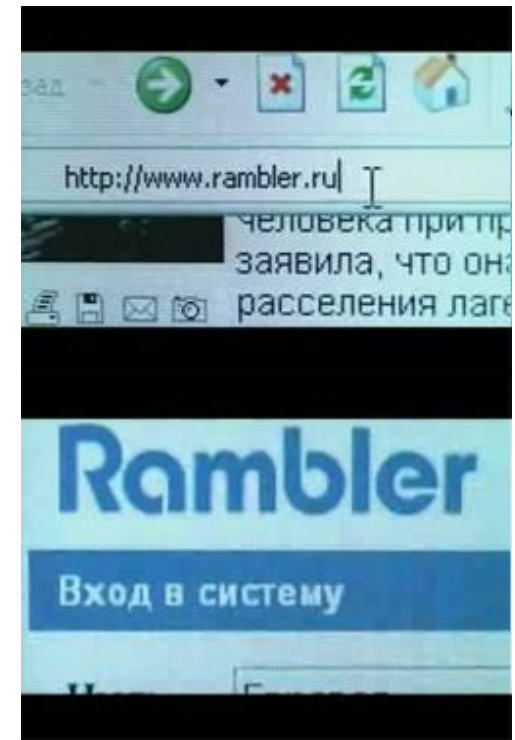 зад
http://www.rambler.ru
человека при пр
заявила, что она
расселения лаге
Rambler
Вход в систему